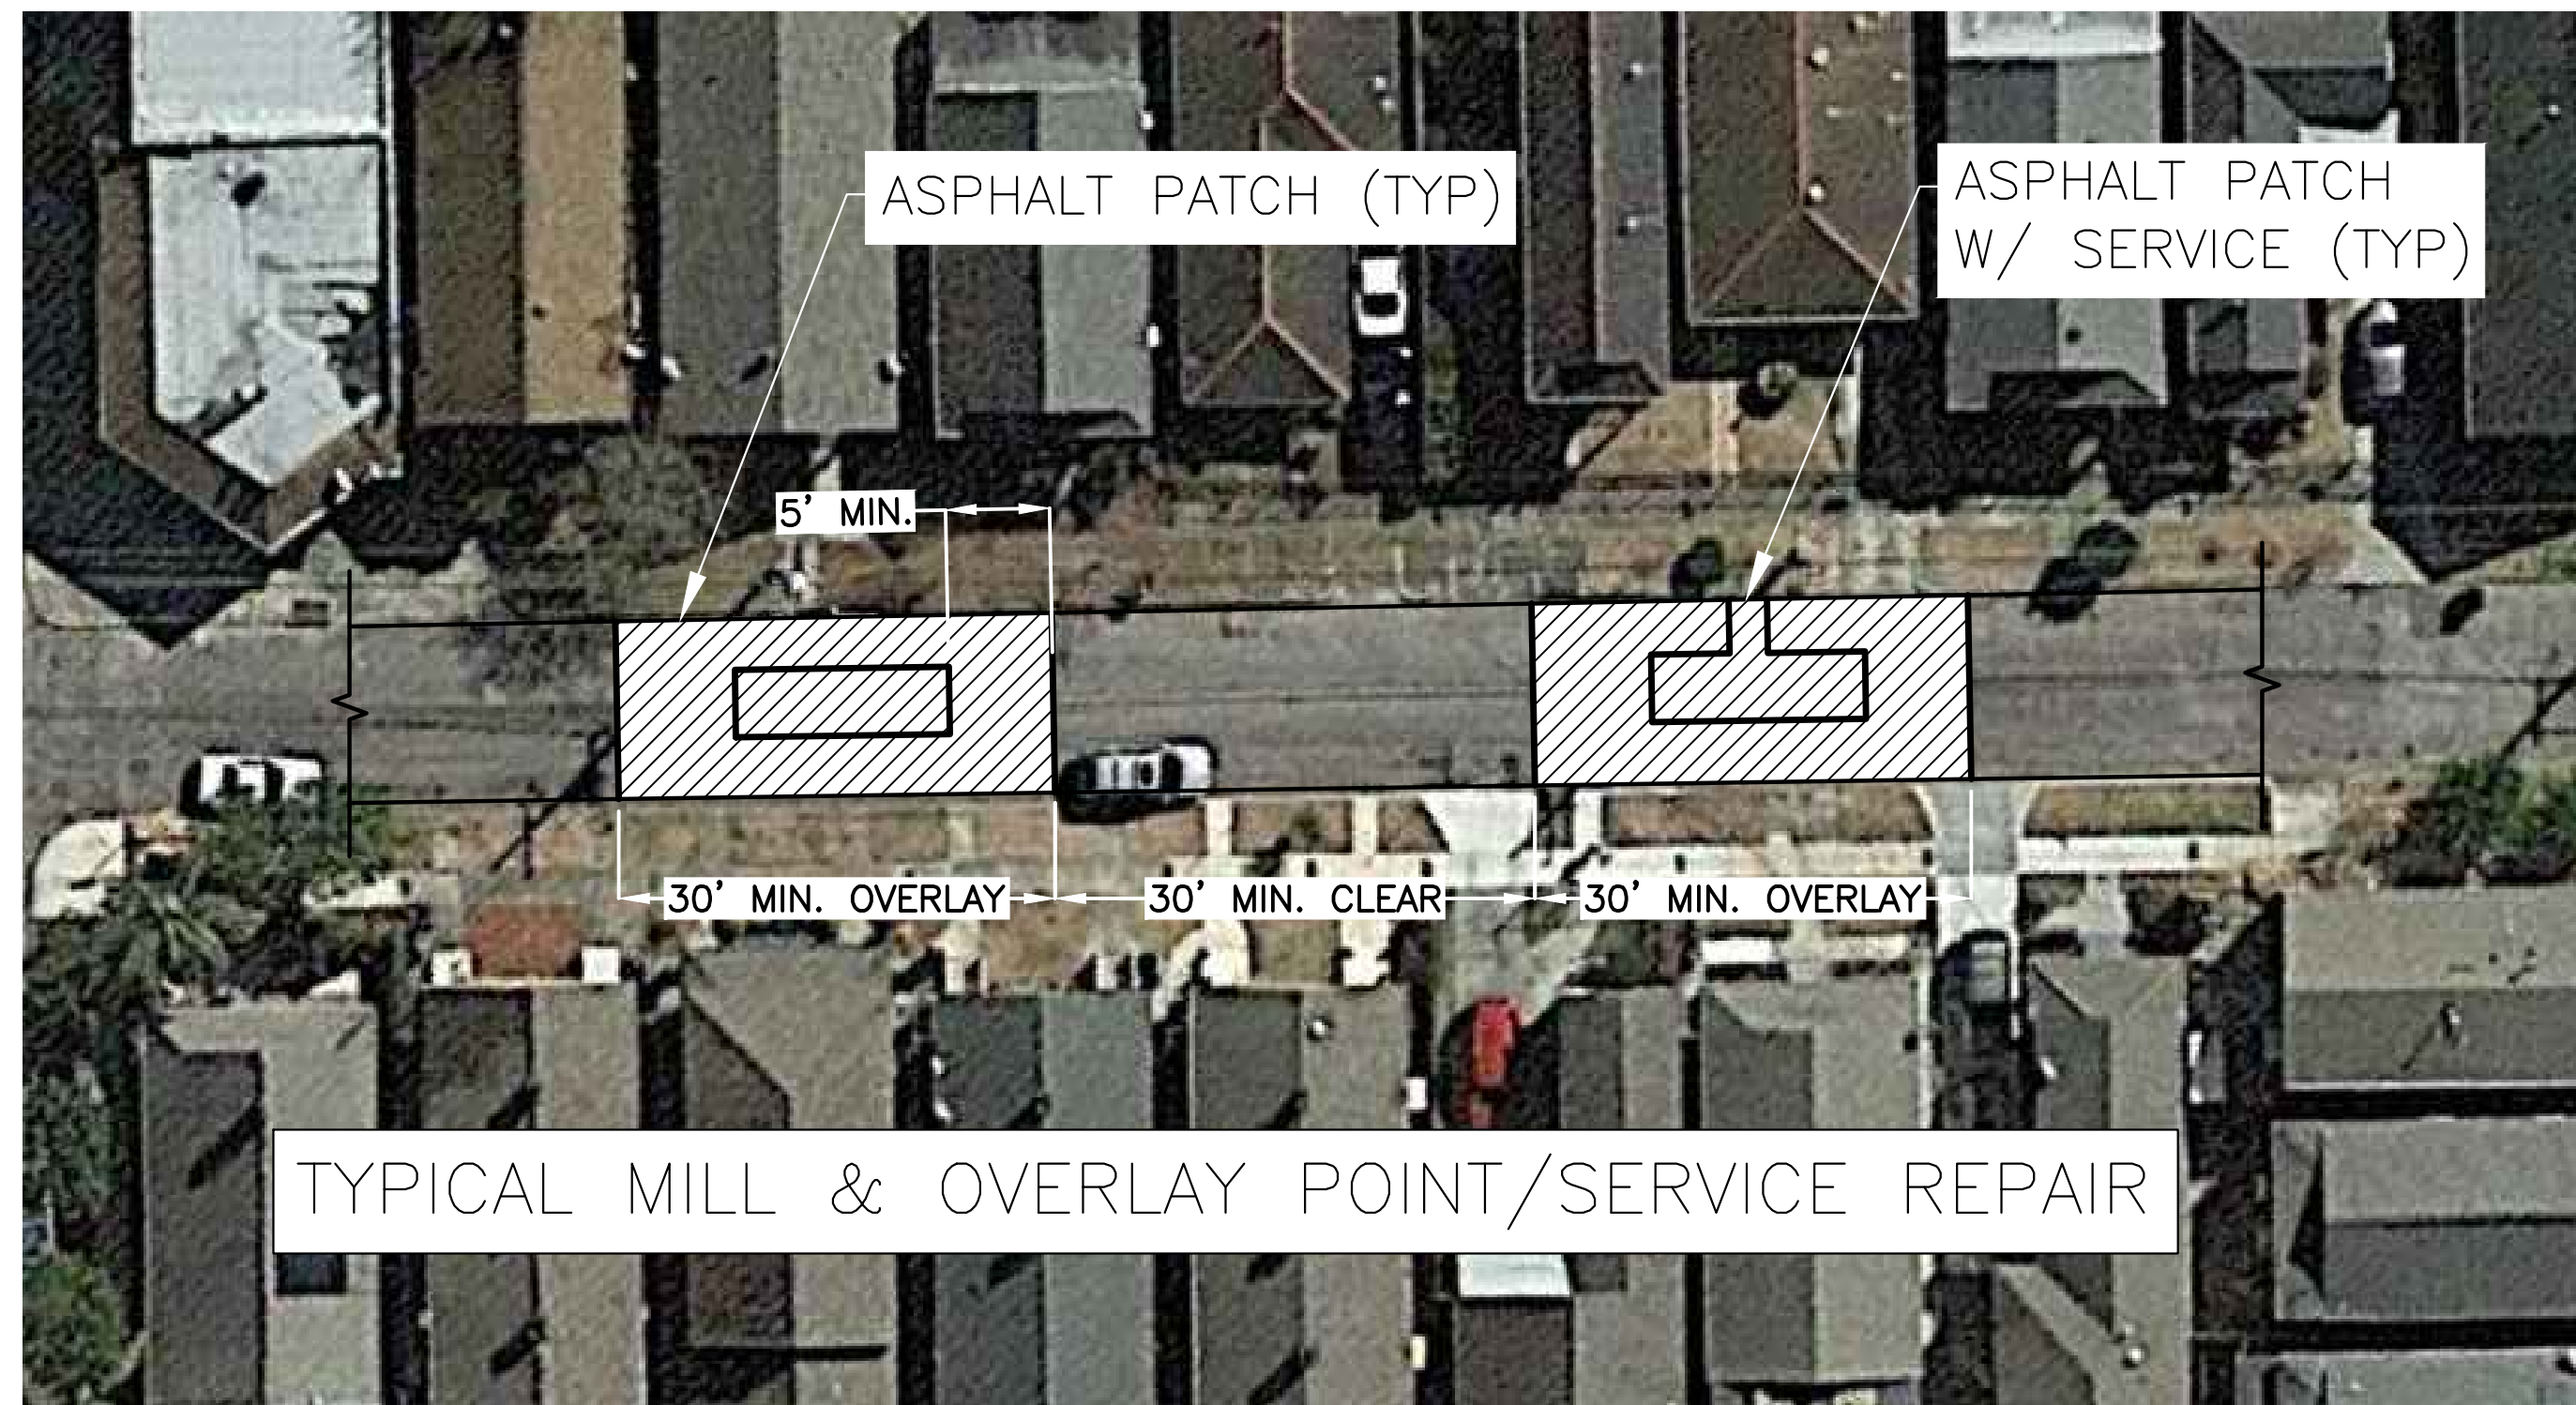 ASPHALT PATCH (TYP)
ASPHALT PATCH
W/ SERVICE (TYP)
5' MIN.
30' MIN. OVERLAY
30' MIN. CLEAR
30' MIN. OVERLAY
TYPICAL MILL & OVERLAY POINT/SERVICE REPAIR